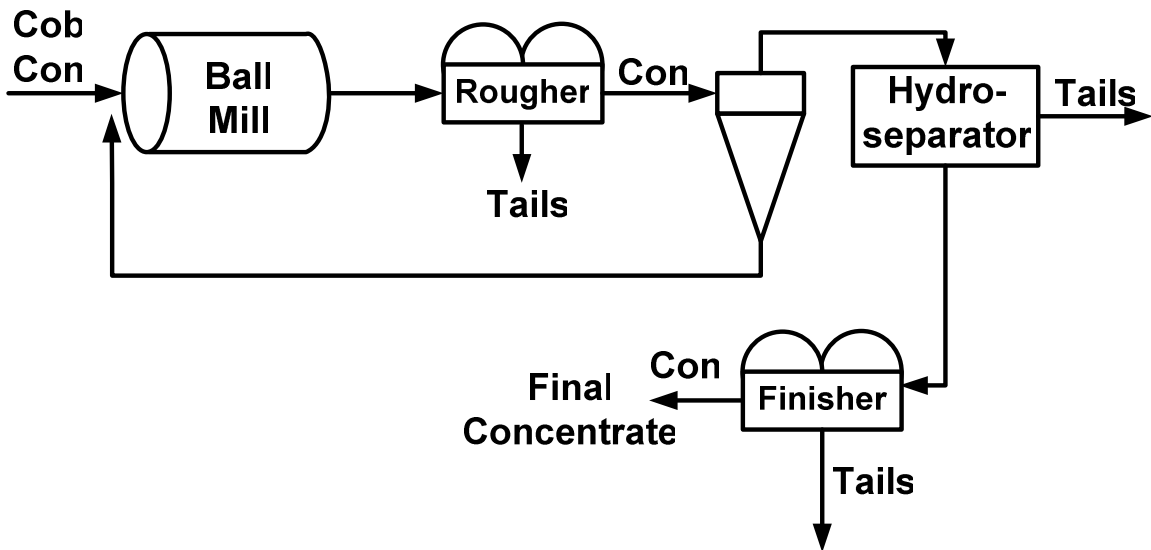 Cob
Con
Ball
Mill
Rougher
Con
Tails
Hydro-
separator
Tails
Con
Final
Concentrate
Finisher
Tails